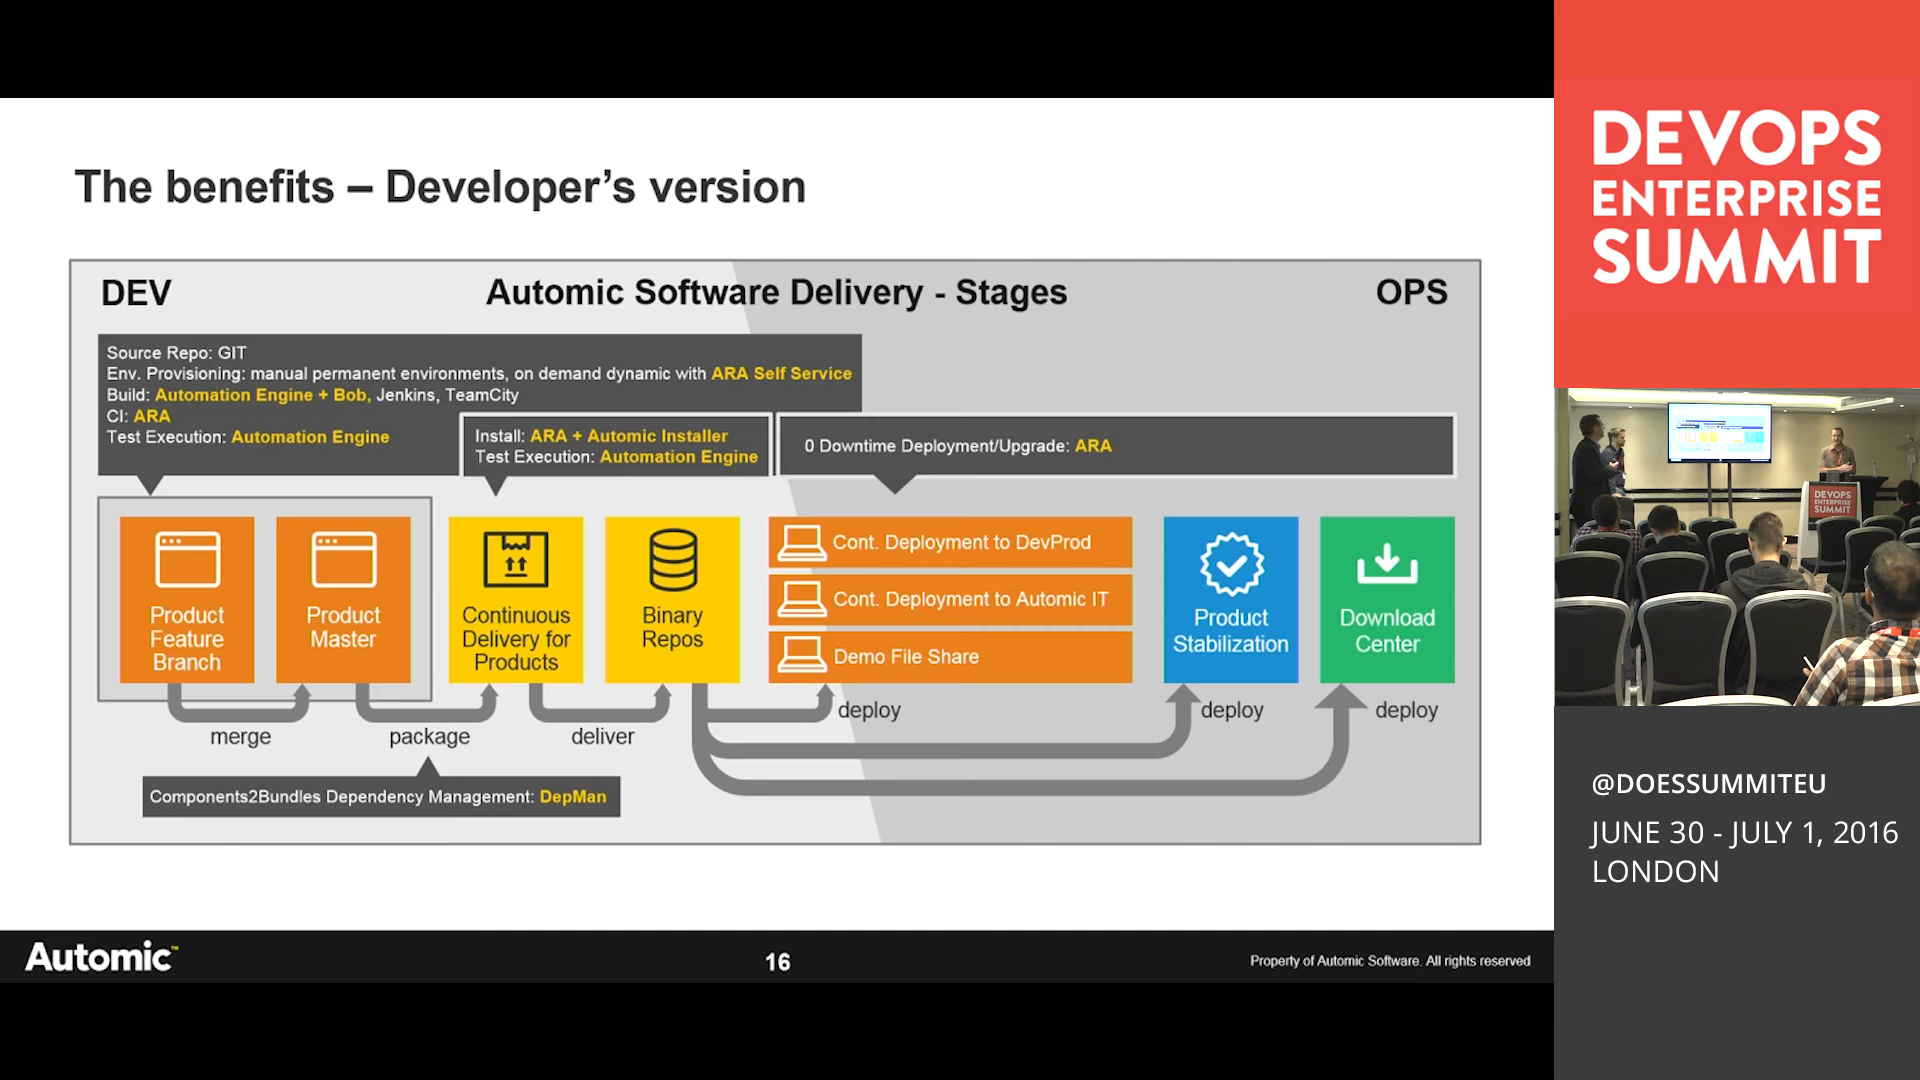 The benefits – Developer's version
DEV
Automic Software Delivery - Stages
OPS
Source Repo: GIT
Env. Provisioning: manual permanent environments, on demand dynamic with ARA Self Service
Build: Automation Engine + Bob, Jenkins, TeamCity
CI: ARA
Test Execution: Automation Engine
Install: ARA + Automic Installer
Test Execution: Automation Engine
0 Downtime Deployment/Upgrade: ARA
Product
Feature
Branch
Product
Master
Continuous
Delivery for
Products
Binary
Repos
Cont. Deployment to DevProd
Cont. Deployment to Automic IT
Demo File Share
Product
Stabilization
Download
Center
merge
package
deliver
deploy
deploy
deploy
Components2Bundles Dependency Management: DepMan
Automic™
16
Property of Automic Software. All rights reserved
DEVOPS
ENTERPRISE
SUMMIT
DEVOPS
ENTERPRISE
SUMMIT
@DOESSUMMITEU
JUNE 30 - JULY 1, 2016
LONDON